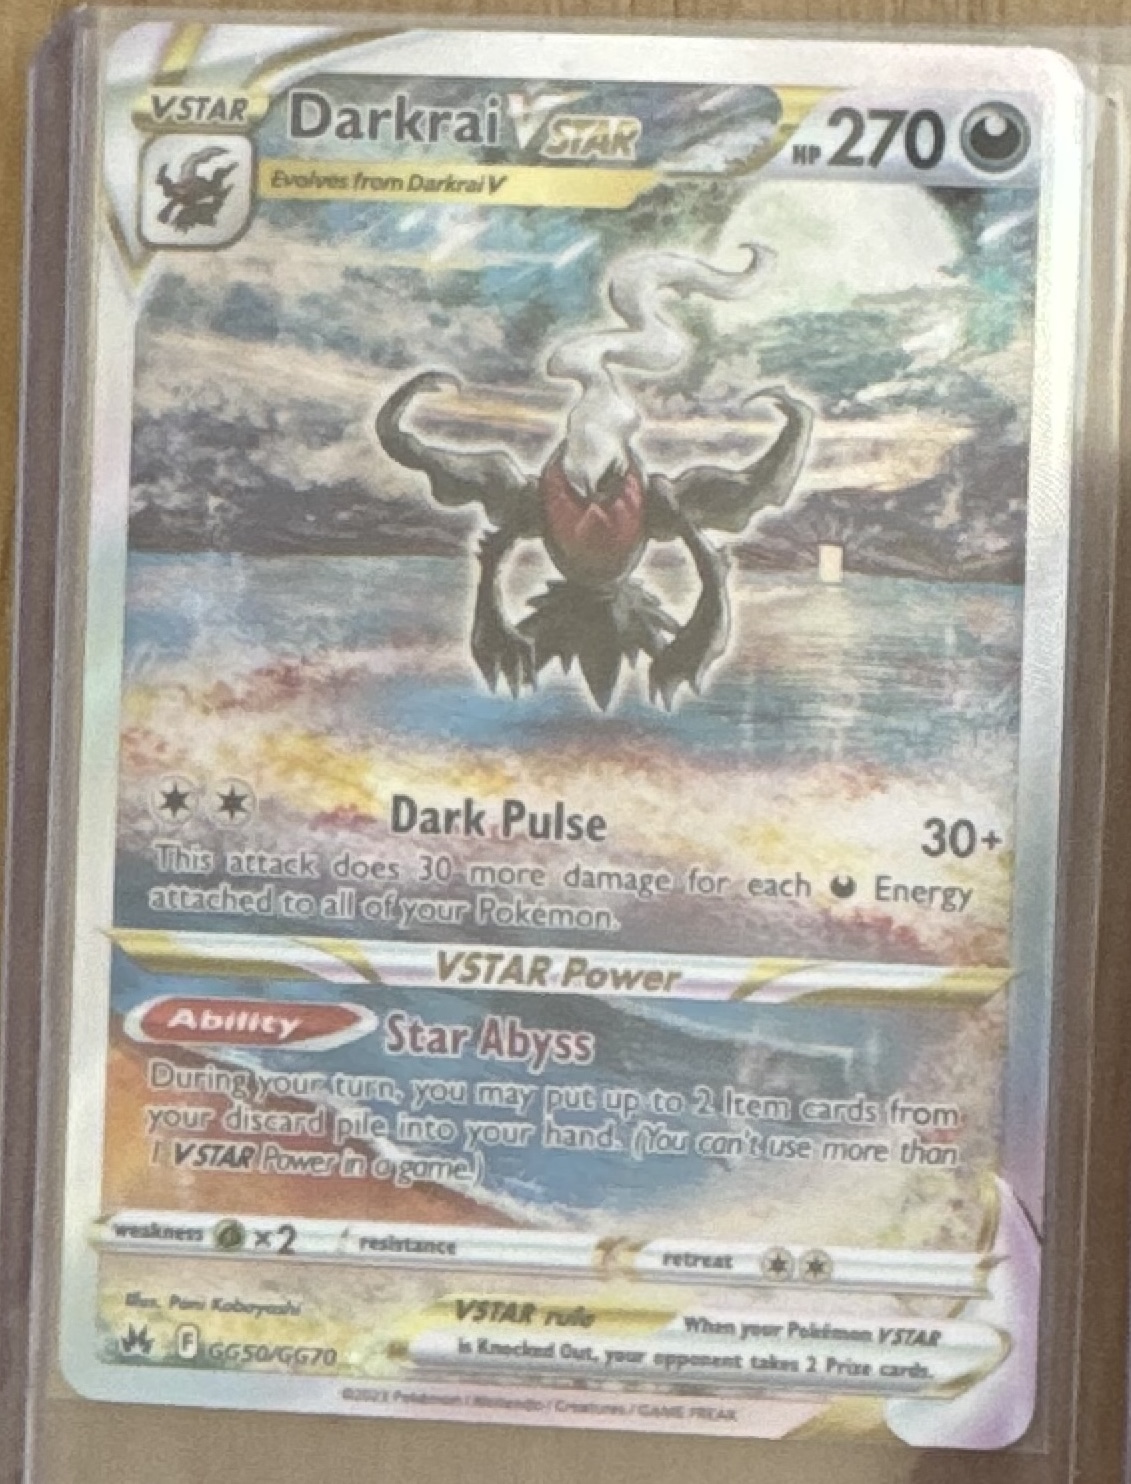 VSTAR
Darkrai VSTAR
HP 270
Evolves from Darkrai V
Dark Pulse 30+
This attack does 30 more damage for each Energy
attached to all of your Pokémon.
VSTAR Power
Ability Star Abyss
During your turn, you may put up to 2 Item cards from
your discard pile into your hand. (You can't use more than
1 VSTAR Power in a game.)
weakness ×2 resistance retreat
Illus. Pani Kobayashi
VSTAR rule When your Pokémon VSTAR
is Knocked Out, your opponent takes 2 Prize cards.
F GG50/GG70
©2023 Pokémon / Nintendo / Creatures / GAME FREAK